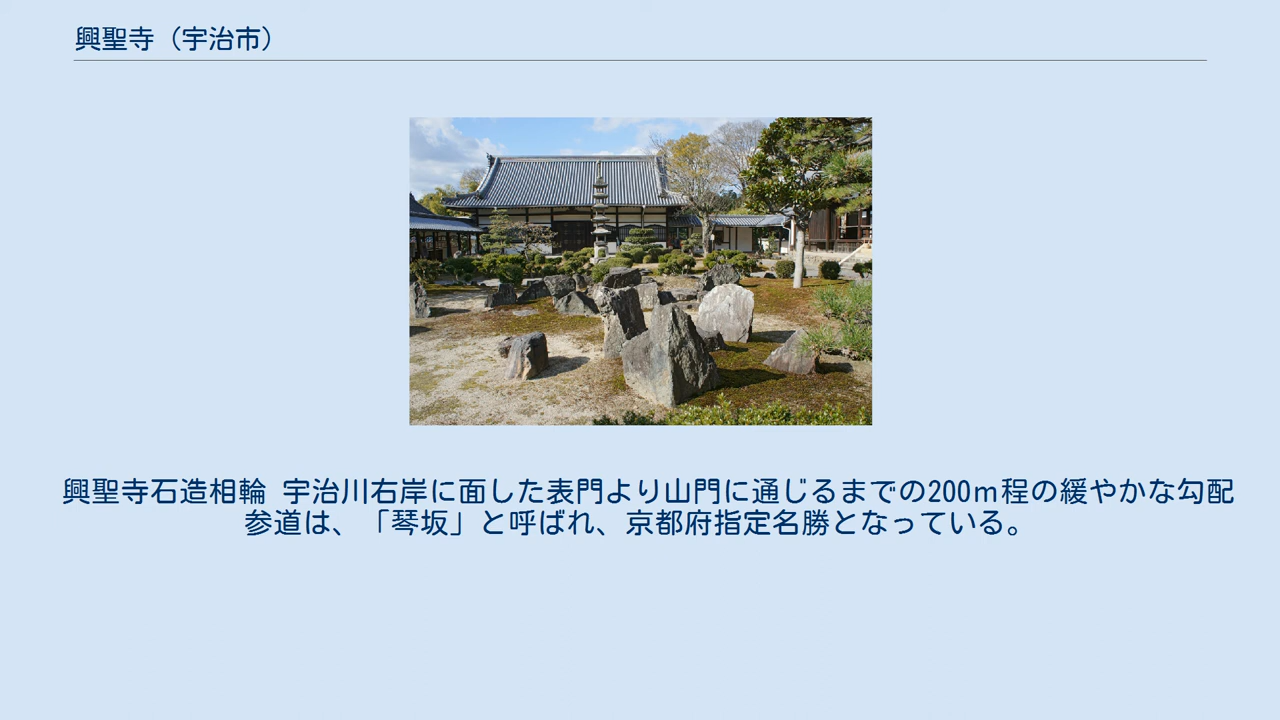 興聖寺（宇治市）
興聖寺石造相輪 宇治川右岸に面した表門より山門に通じるまでの200ｍ程の緩やかな勾配
参道は、「琴坂」と呼ばれ、京都府指定名勝となっている。